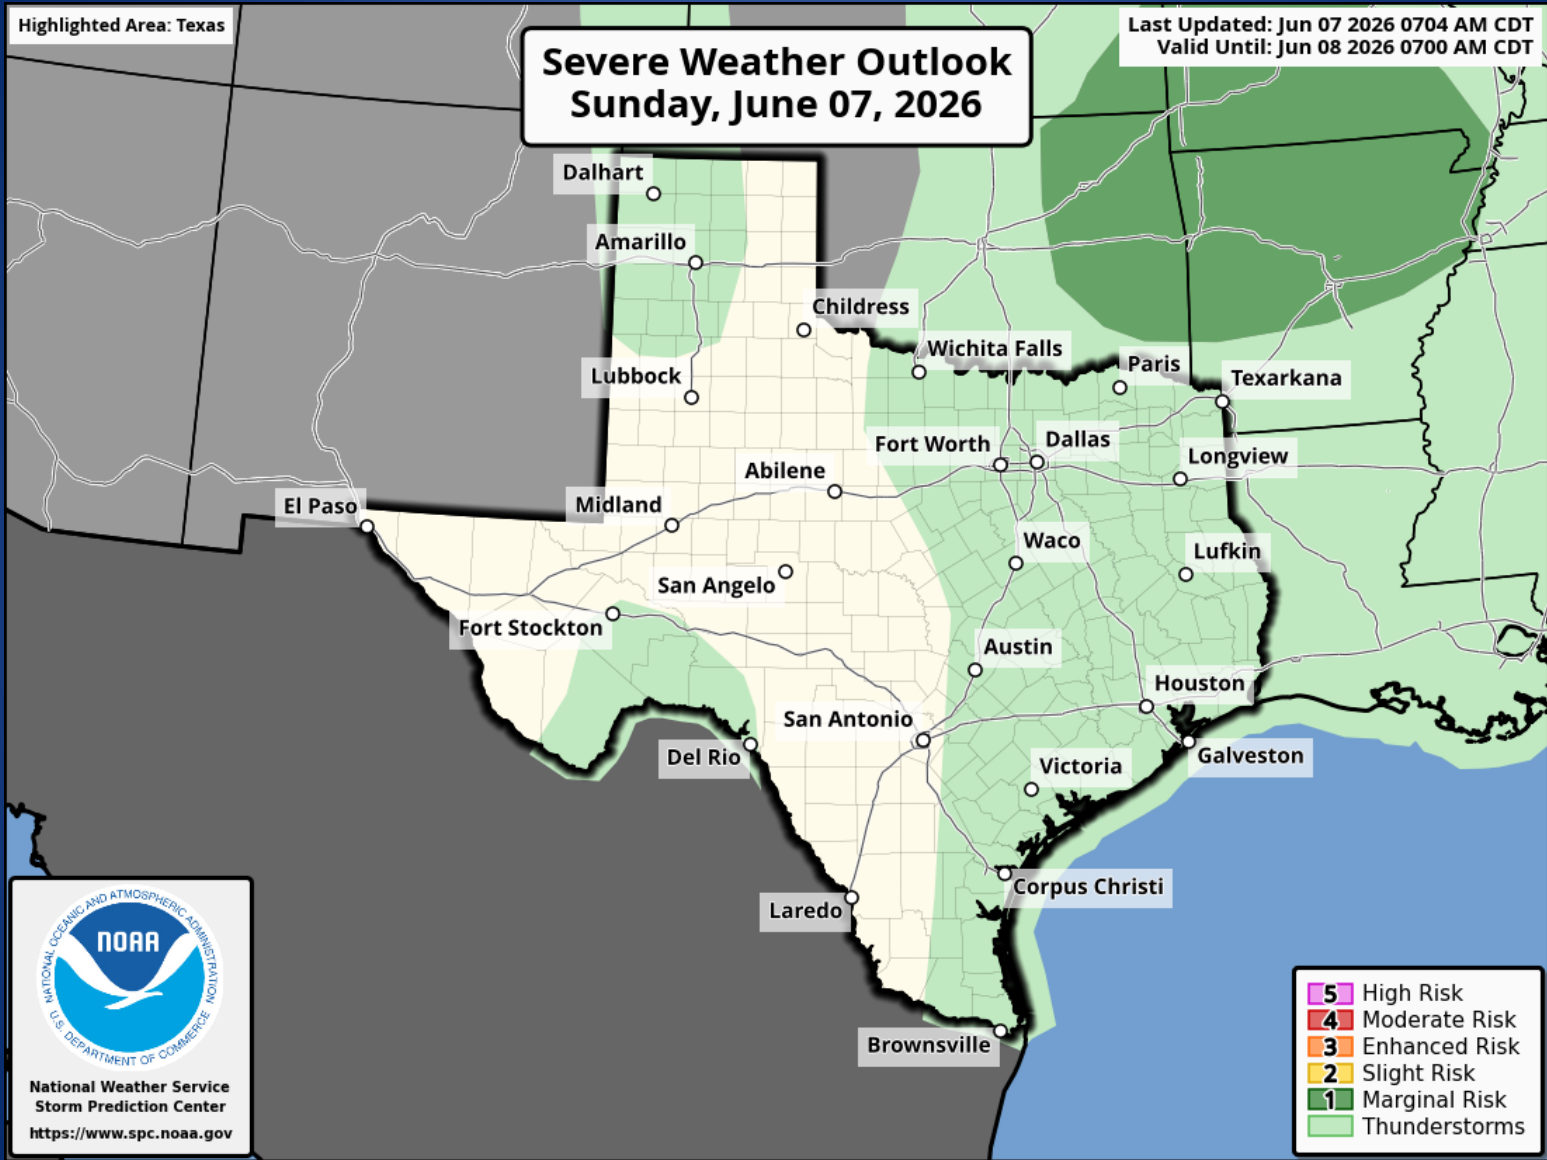 Highlighted Area: Texas
Severe Weather Outlook
Sunday, June 07, 2026
Last Updated: Jun 07 2026 0704 AM CDT
Valid Until: Jun 08 2026 0700 AM CDT
Dalhart
Amarillo
Childress
Wichita Falls
Paris
Lubbock
Texarkana
Fort Worth
Dallas
Longview
Abilene
El Paso
Midland
Waco
Lufkin
San Angelo
Fort Stockton
Austin
Houston
San Antonio
Del Rio
Galveston
Victoria
Corpus Christi
Laredo
Brownsville
NATIONAL OCEANIC AND ATMOSPHERIC ADMINISTRATION
NOAA
U.S. DEPARTMENT OF COMMERCE
National Weather Service
Storm Prediction Center
https://www.spc.noaa.gov
5 High Risk
4 Moderate Risk
3 Enhanced Risk
2 Slight Risk
1 Marginal Risk
Thunderstorms